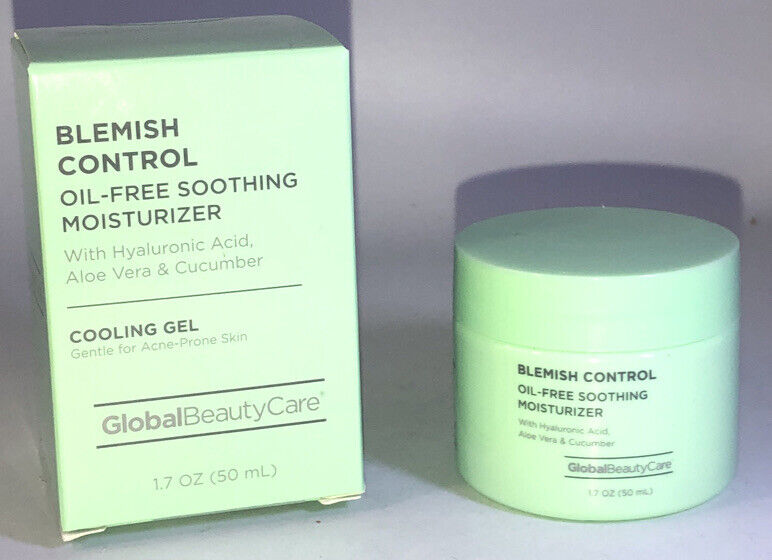 BLEMISH
CONTROL
OIL-FREE SOOTHING
MOISTURIZER
With Hyaluronic Acid,
Aloe Vera & Cucumber
COOLING GEL
Gentle for Acne-Prone Skin
GlobalBeautyCare®
1.7 OZ (50 mL)
BLEMISH CONTROL
OIL-FREE SOOTHING
MOISTURIZER
With Hyaluronic Acid,
Aloe Vera & Cucumber
GlobalBeautyCare
1.7 OZ (50 mL)